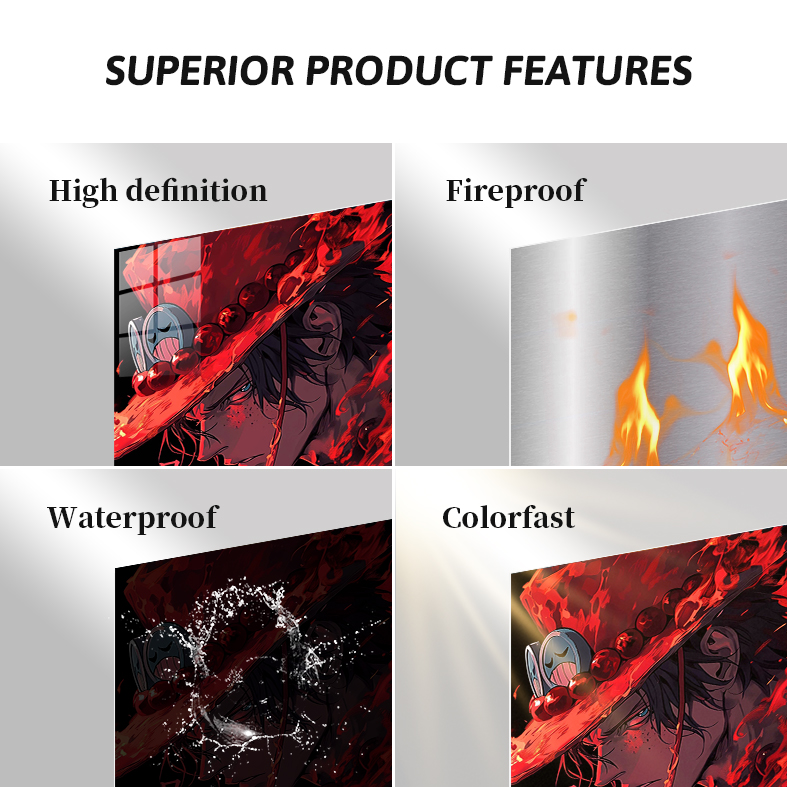 SUPERIOR PRODUCT FEATURES
High definition
Fireproof
Waterproof
Colorfast